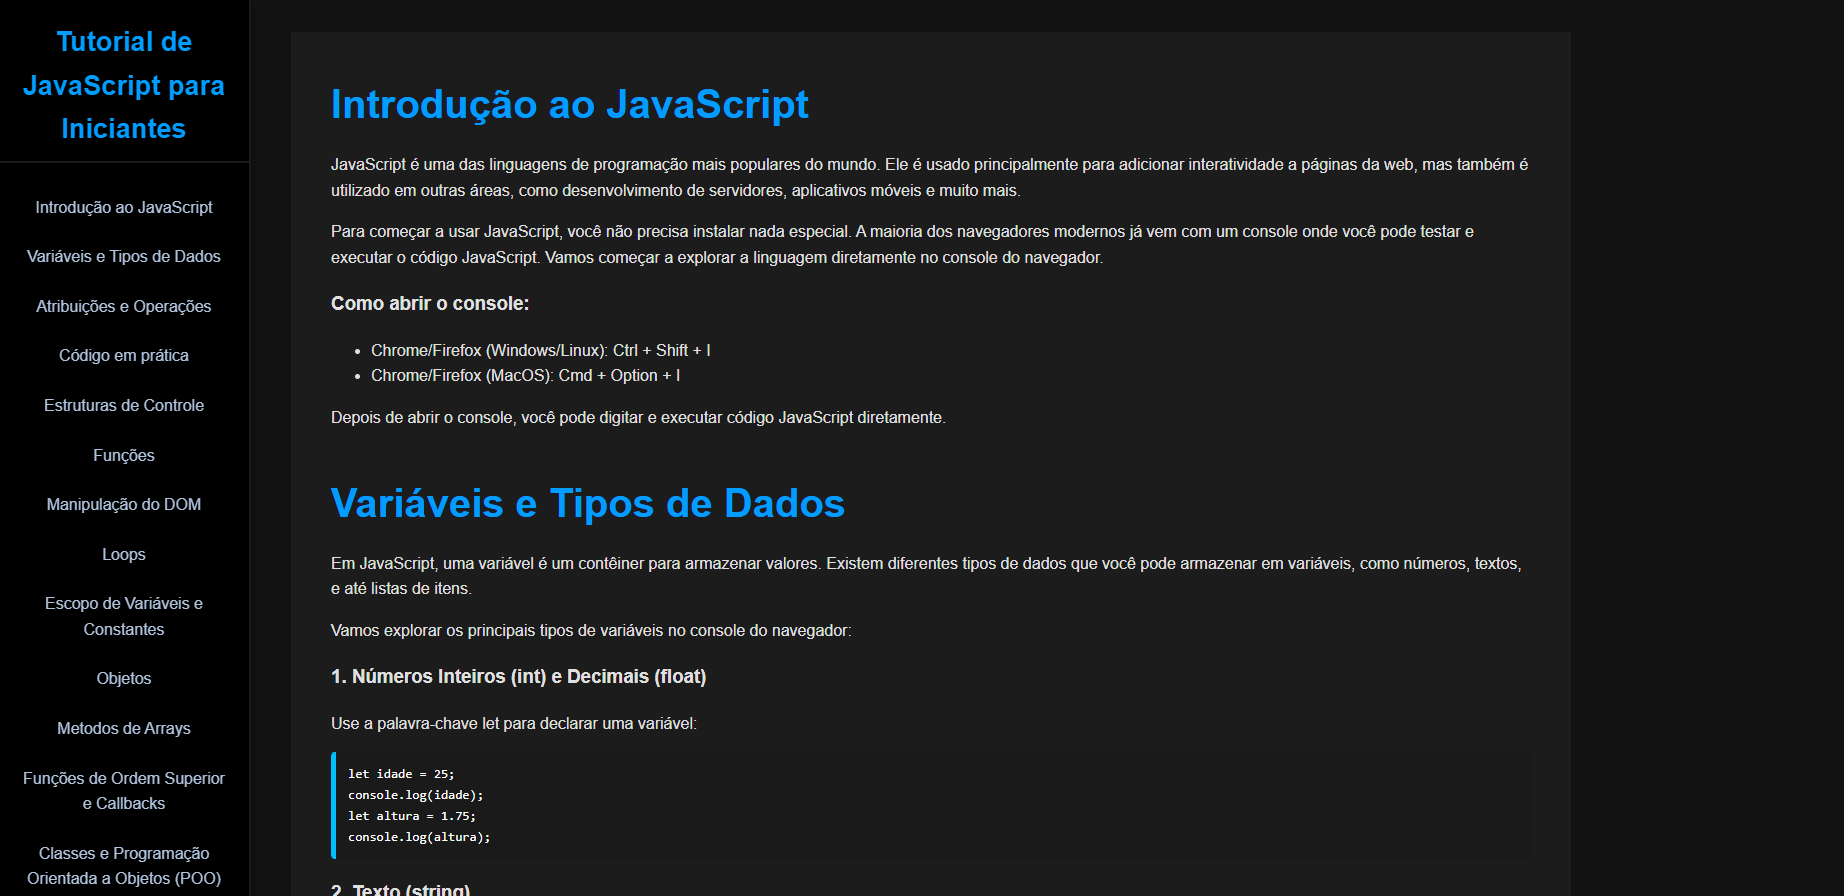 Tutorial de
JavaScript para
Iniciantes
Introdução ao JavaScript
Variáveis e Tipos de Dados
Atribuições e Operações
Código em prática
Estruturas de Controle
Funções
Manipulação do DOM
Loops
Escopo de Variáveis e
Constantes
Objetos
Metodos de Arrays
Funções de Ordem Superior
e Callbacks
Classes e Programação
Orientada a Objetos (POO)
Introdução ao JavaScript
JavaScript é uma das linguagens de programação mais populares do mundo. Ele é usado principalmente para adicionar interatividade a páginas da web, mas também é
utilizado em outras áreas, como desenvolvimento de servidores, aplicativos móveis e muito mais.
Para começar a usar JavaScript, você não precisa instalar nada especial. A maioria dos navegadores modernos já vem com um console onde você pode testar e
executar o código JavaScript. Vamos começar a explorar a linguagem diretamente no console do navegador.
Como abrir o console:
• Chrome/Firefox (Windows/Linux): Ctrl + Shift + I
• Chrome/Firefox (MacOS): Cmd + Option + I
Depois de abrir o console, você pode digitar e executar código JavaScript diretamente.
Variáveis e Tipos de Dados
Em JavaScript, uma variável é um contêiner para armazenar valores. Existem diferentes tipos de dados que você pode armazenar em variáveis, como números, textos,
e até listas de itens.
Vamos explorar os principais tipos de variáveis no console do navegador:
1. Números Inteiros (int) e Decimais (float)
Use a palavra-chave let para declarar uma variável:
let idade = 25;
console.log(idade);
let altura = 1.75;
console.log(altura);
2. Texto (string)